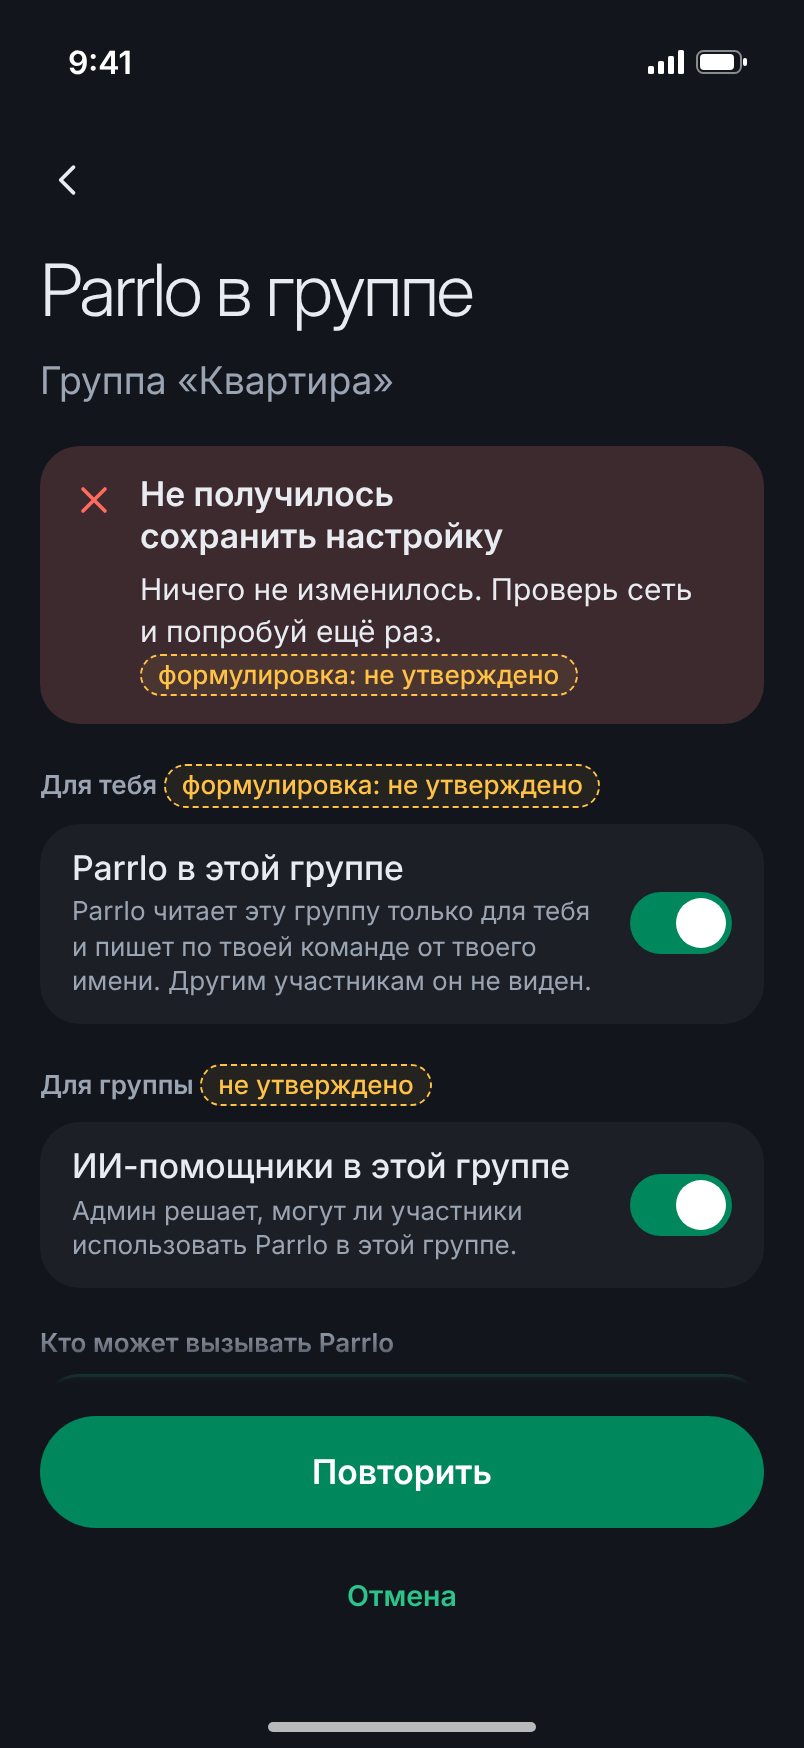 9:41
Parrlo в группе
Группа «Квартира»
Не получилось
сохранить настройку
Ничего не изменилось. Проверь сеть
и попробуй ещё раз.
формулировка: не утверждено
Для тебя формулировка: не утверждено
Parrlo в этой группе
Parrlo читает эту группу только для тебя
и пишет по твоей команде от твоего
имени. Другим участникам он не виден.
Для группы не утверждено
ИИ-помощники в этой группе
Админ решает, могут ли участники
использовать Parrlo в этой группе.
Кто может вызывать Parrlo
Повторить
Отмена